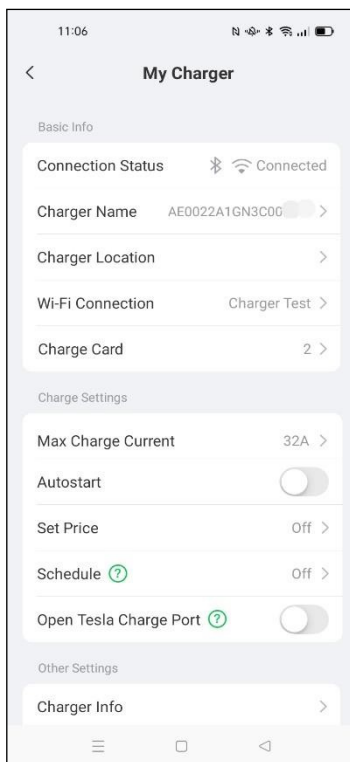 11:06
My Charger
Basic Info
Connection Status Connected
Charger Name AE0022A1GN3C00
Charger Location
Wi-Fi Connection Charger Test
Charge Card 2
Charge Settings
Max Charge Current 32A
Autostart
Set Price Off
Schedule ? Off
Open Tesla Charge Port ?
Other Settings
Charger Info